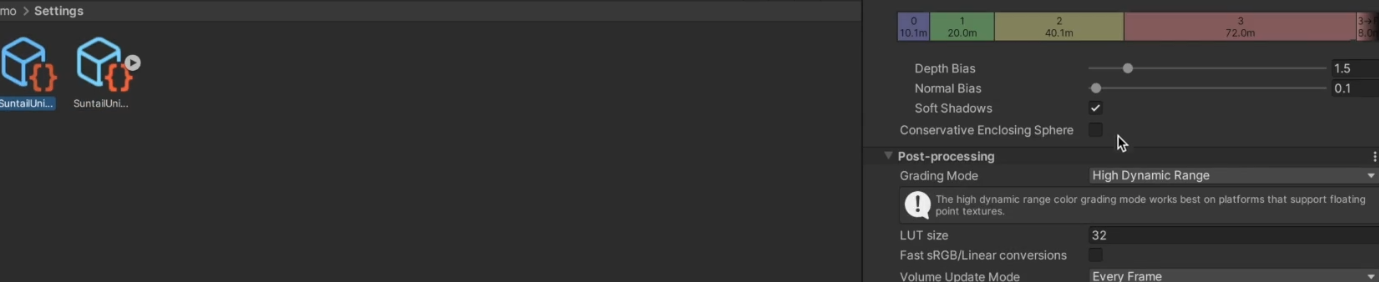 mo > Settings
SuntailUni...
SuntailUni...
0
10.1m
1
20.0m
2
40.1m
3
72.0m
3→
8.0
Depth Bias
1.5
Normal Bias
0.1
Soft Shadows
Conservative Enclosing Sphere
Post-processing
Grading Mode
High Dynamic Range
The high dynamic range color grading mode works best on platforms that support floating
point textures.
LUT size
32
Fast sRGB/Linear conversions
Volume Update Mode
Every Frame